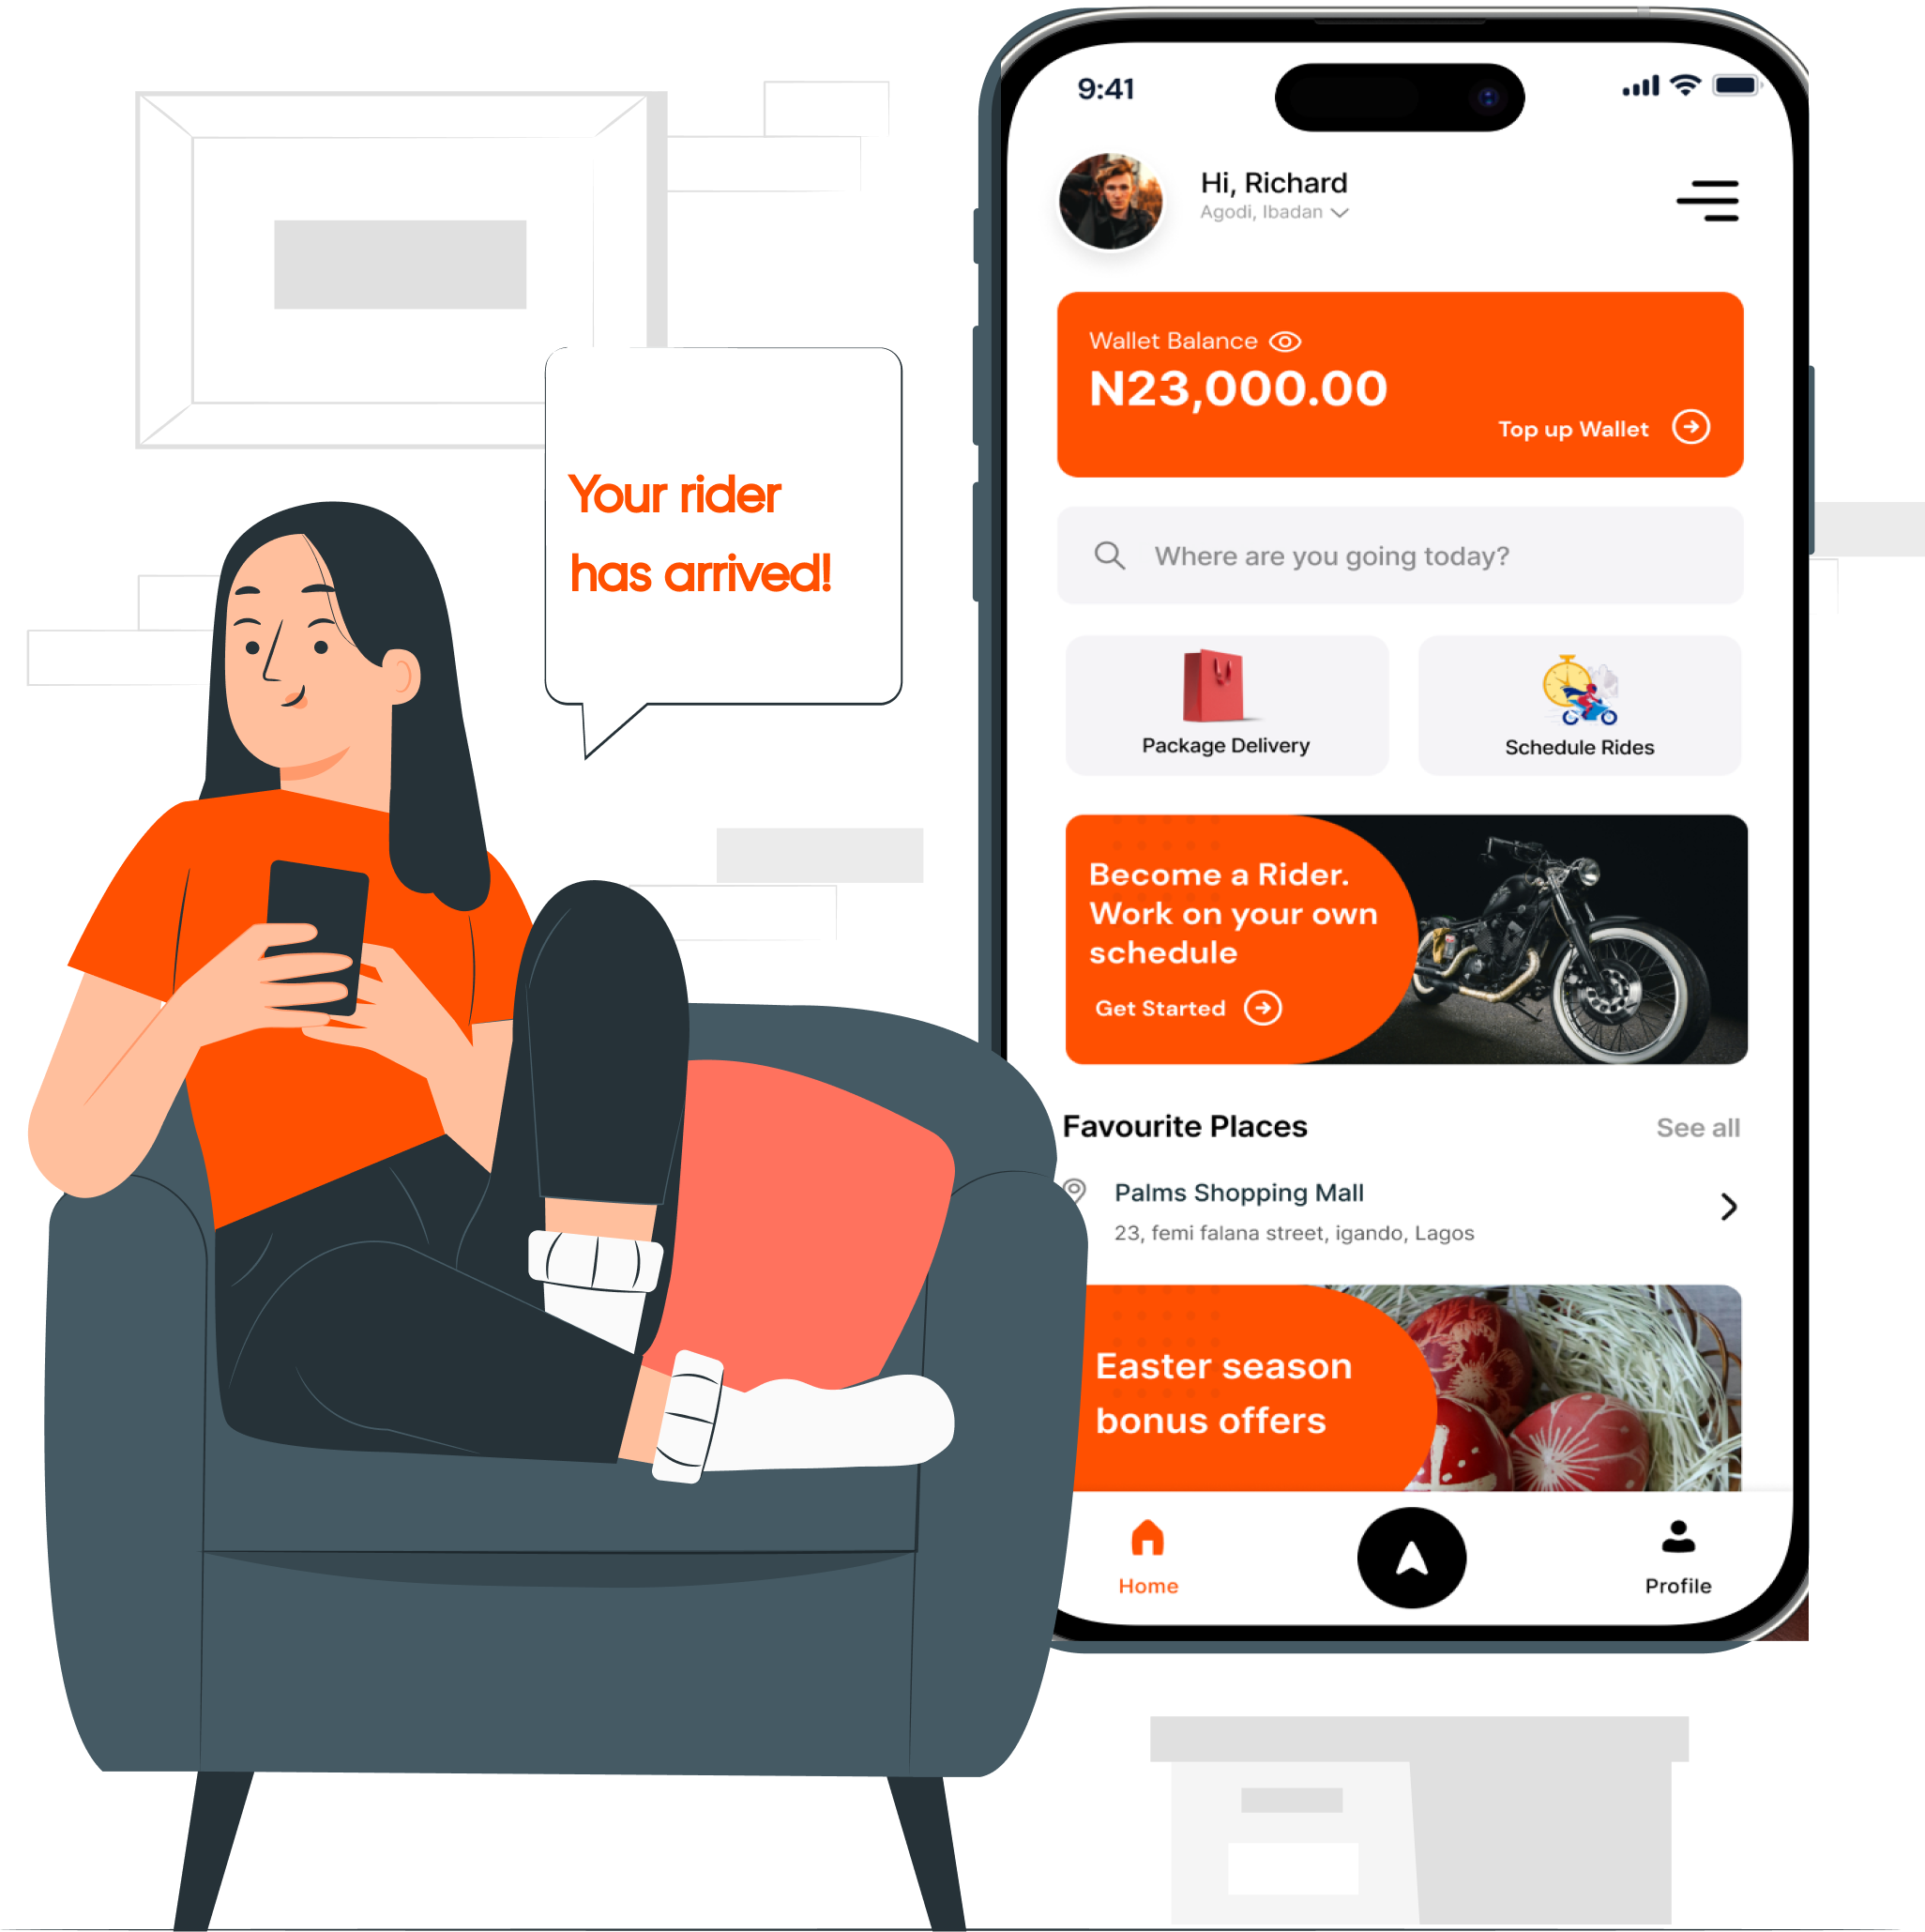 Your rider
has arrived!
9:41
Hi, Richard
Agodi, Ibadan
Wallet Balance
N23,000.00
Top up Wallet
Where are you going today?
Package Delivery
Schedule Rides
Become a Rider.
Work on your own
schedule
Get Started
Favourite Places
See all
Palms Shopping Mall
23, femi falana street, igando, Lagos
Easter season
bonus offers
Home
Profile